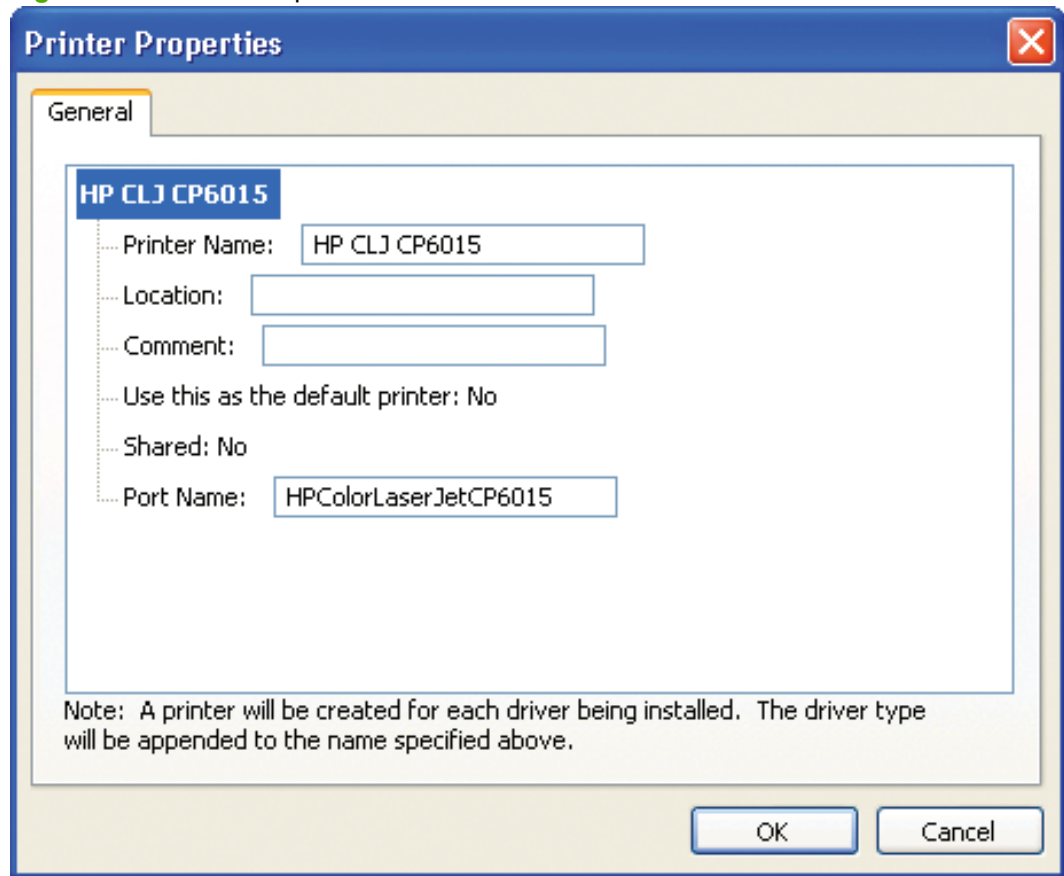 Printer Properties
General
HP CLJ CP6015
Printer Name: HP CLJ CP6015
Location:
Comment:
Use this as the default printer: No
Shared: No
Port Name: HPColorLaserJetCP6015
Note: A printer will be created for each driver being installed. The driver type
will be appended to the name specified above.
OK Cancel